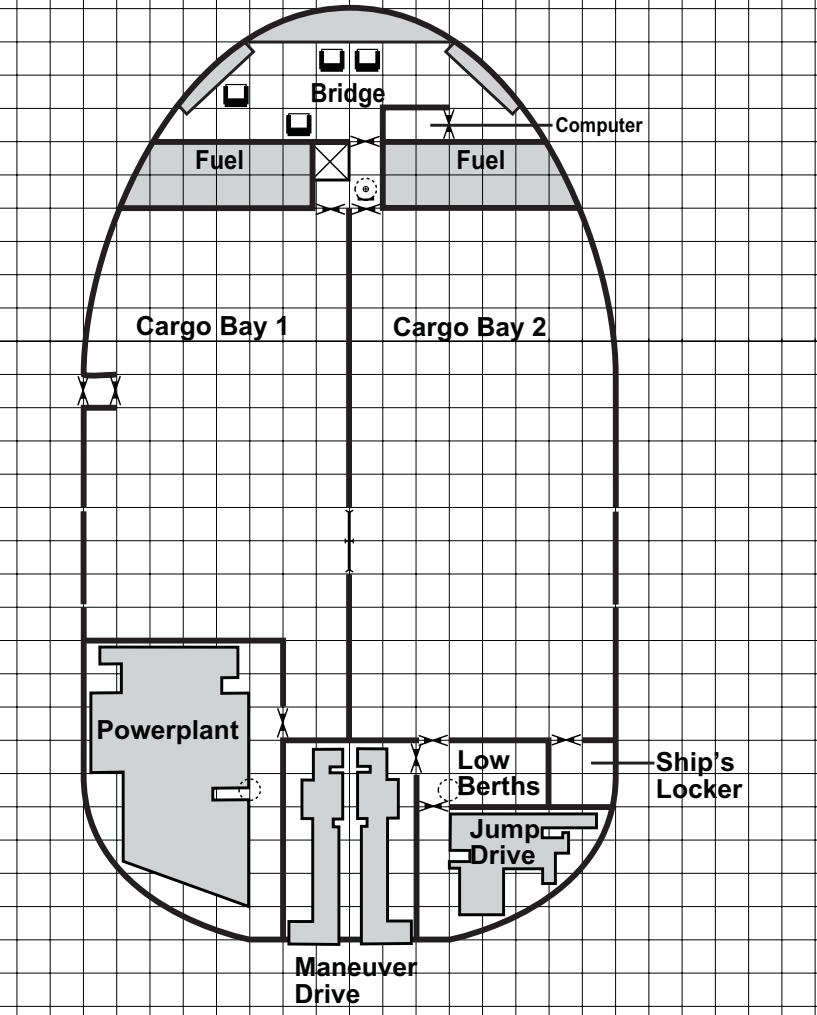 Bridge
Computer
Fuel
Fuel
Cargo Bay 1
Cargo Bay 2
Powerplant
Low
Berths
Ship's
Locker
Jump
Drive
Maneuver
Drive